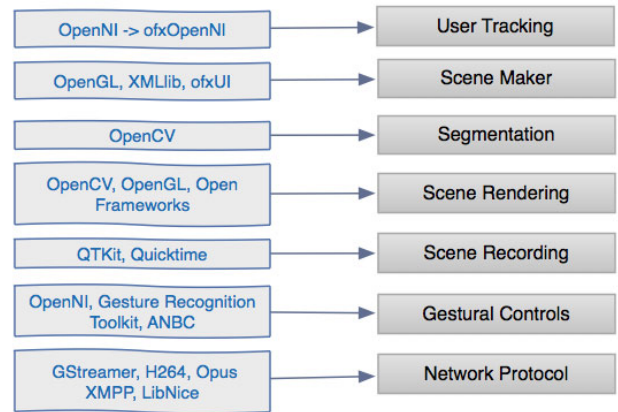 OpenNI -> ofxOpenNI
User Tracking
OpenGL, XMLlib, ofxUI
Scene Maker
OpenCV
Segmentation
OpenCV, OpenGL, Open
Frameworks
Scene Rendering
QTKit, Quicktime
Scene Recording
OpenNI, Gesture Recognition
Toolkit, ANBC
Gestural Controls
GStreamer, H264, Opus
XMPP, LibNice
Network Protocol